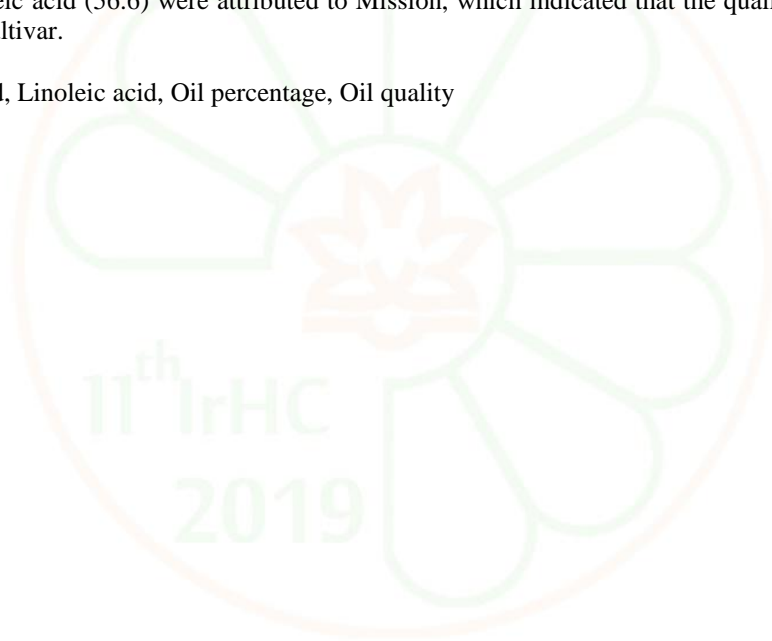 eic acid (56.6) were attributed to Mission, which indicated that the qual
ltivar.
, Linoleic acid, Oil percentage, Oil quality
11th IrHC
2019